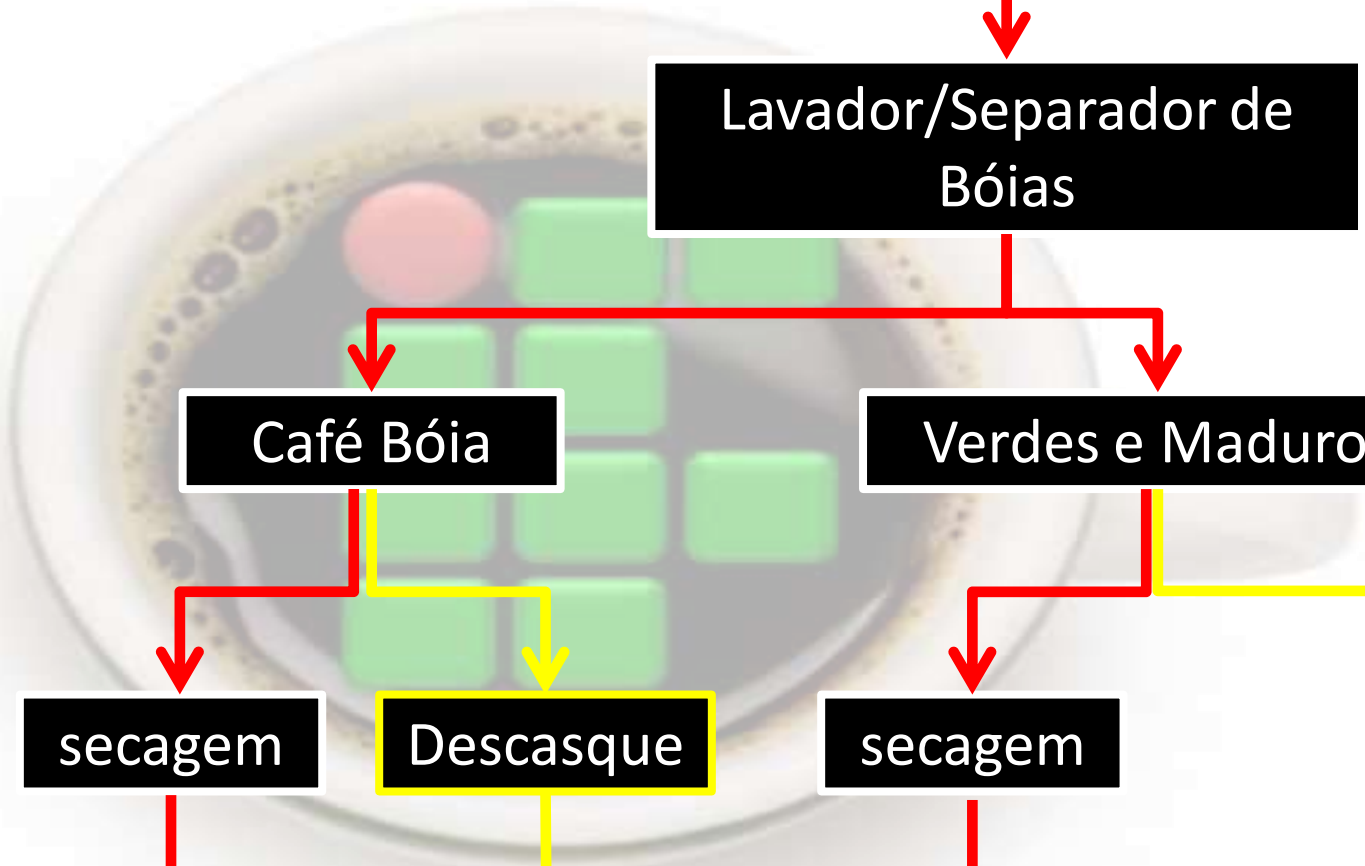 Lavador/Separador de
Bóias
Café Bóia
Verdes e Maduro
secagem
Descasque
secagem